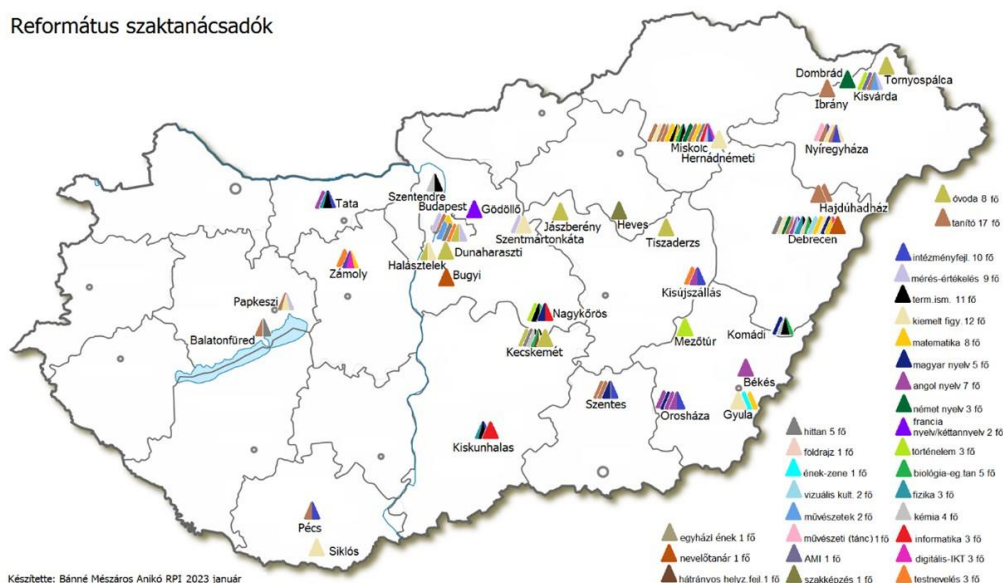 Református szaktanácsadók
Dombrád
Tornyospálca
Kisvárda
Ibrány
Miskolc
Hernádnémeti
Nyíregyháza
Szentendre
Tata
Budapest
Gödöllő
Hajdúhadház
óvoda 8 fő
Jászberény
Heves
Szentmártonkáta
Tiszaderzs
Debrecen
tanító 17 fő
Dunaharaszti
Halásztelek
Zámoly
Bugyi
Kisújszállás
intézményfejl. 10 fő
mérés-értékelés 9 fő
term.ism. 11 fő
Papkeszi
Nagykőrös
kiemelt figy. 12 fő
Balatonfüred
Kecskemét
Mezőtúr
Komádi
matematika 8 fő
magyar nyelv 5 fő
Békés
angol nyelv 7 fő
Szentes
Orosháza
Gyula
német nyelv 3 fő
Kiskunhalas
hittan 5 fő
francia
nyelv/kéttannyelv 2 fő
földrajz 1 fő
történelem 3 fő
ének-zene 1 fő
biológia-eg.tan 5 fő
vizuális kult. 2 fő
fizika 3 fő
Pécs
művészetek 2 fő
kémia 4 fő
egyházi ének 1 fő
művészeti (tánc) 1 fő
informatika 3 fő
Siklós
nevelőtanár 1 fő
AMI 1 fő
digitális-IKT 3 fő
Készítette: Bánné Mészáros Anikó RPI 2023 január
hátrányos helyz.fejl. 1 fő
szakképzés 1 fő
testnevelés 3 fő